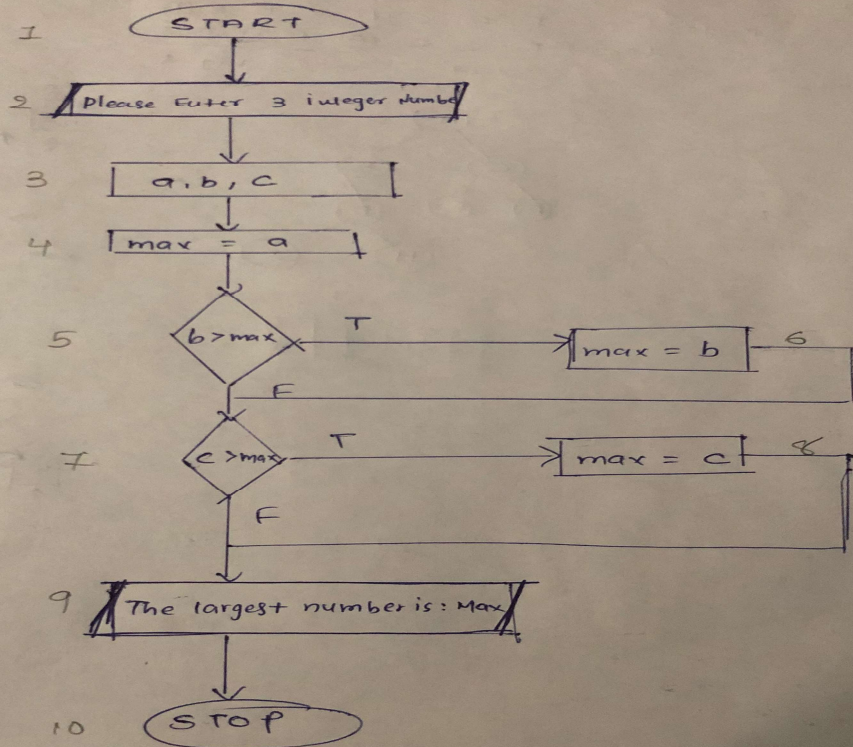 1 START
2 Please Enter 3 integer Numbe
3 a, b, c
4 max = a
5 b > max T max = b 6
F
7 c > max T max = c 8
F
9 The largest number is : Max
10 STOP